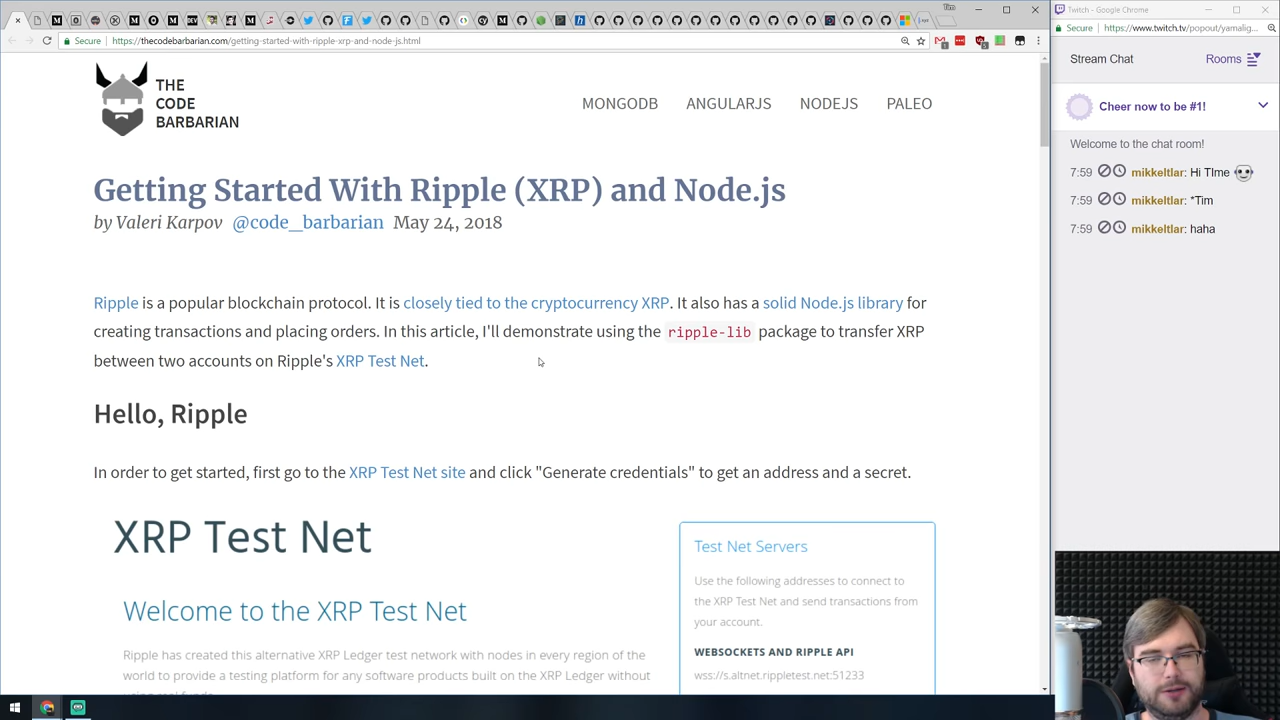 Tim
Secure
https://thecodebarbarian.com/getting-started-with-ripple-xrp-and-node-js.html
THE
CODE
BARBARIAN
MONGODB ANGULARJS NODEJS PALEO
Getting Started With Ripple (XRP) and Node.js
by Valeri Karpov @code_barbarian May 24, 2018
Ripple is a popular blockchain protocol. It is closely tied to the cryptocurrency XRP. It also has a solid Node.js library for
creating transactions and placing orders. In this article, I'll demonstrate using the ripple-lib package to transfer XRP
between two accounts on Ripple's XRP Test Net.
Hello, Ripple
In order to get started, first go to the XRP Test Net site and click "Generate credentials" to get an address and a secret.
XRP Test Net
Welcome to the XRP Test Net
Ripple has created this alternative XRP Ledger test network with nodes in every region of the
world to provide a testing platform for any software products built on the XRP Ledger without
Test Net Servers
Use the following addresses to connect to
the XRP Test Net and send transactions from
your account.
WEBSOCKETS AND RIPPLE API
wss://s.altnet.rippletest.net:51233
Twitch - Google Chrome
Secure https://www.twitch.tv/popout/yamalig...
Stream Chat Rooms
Cheer now to be #1!
Welcome to the chat room!
7:59 mikkeltlar: Hi TIme
7:59 mikkeltlar: *Tim
7:59 mikkeltlar: haha